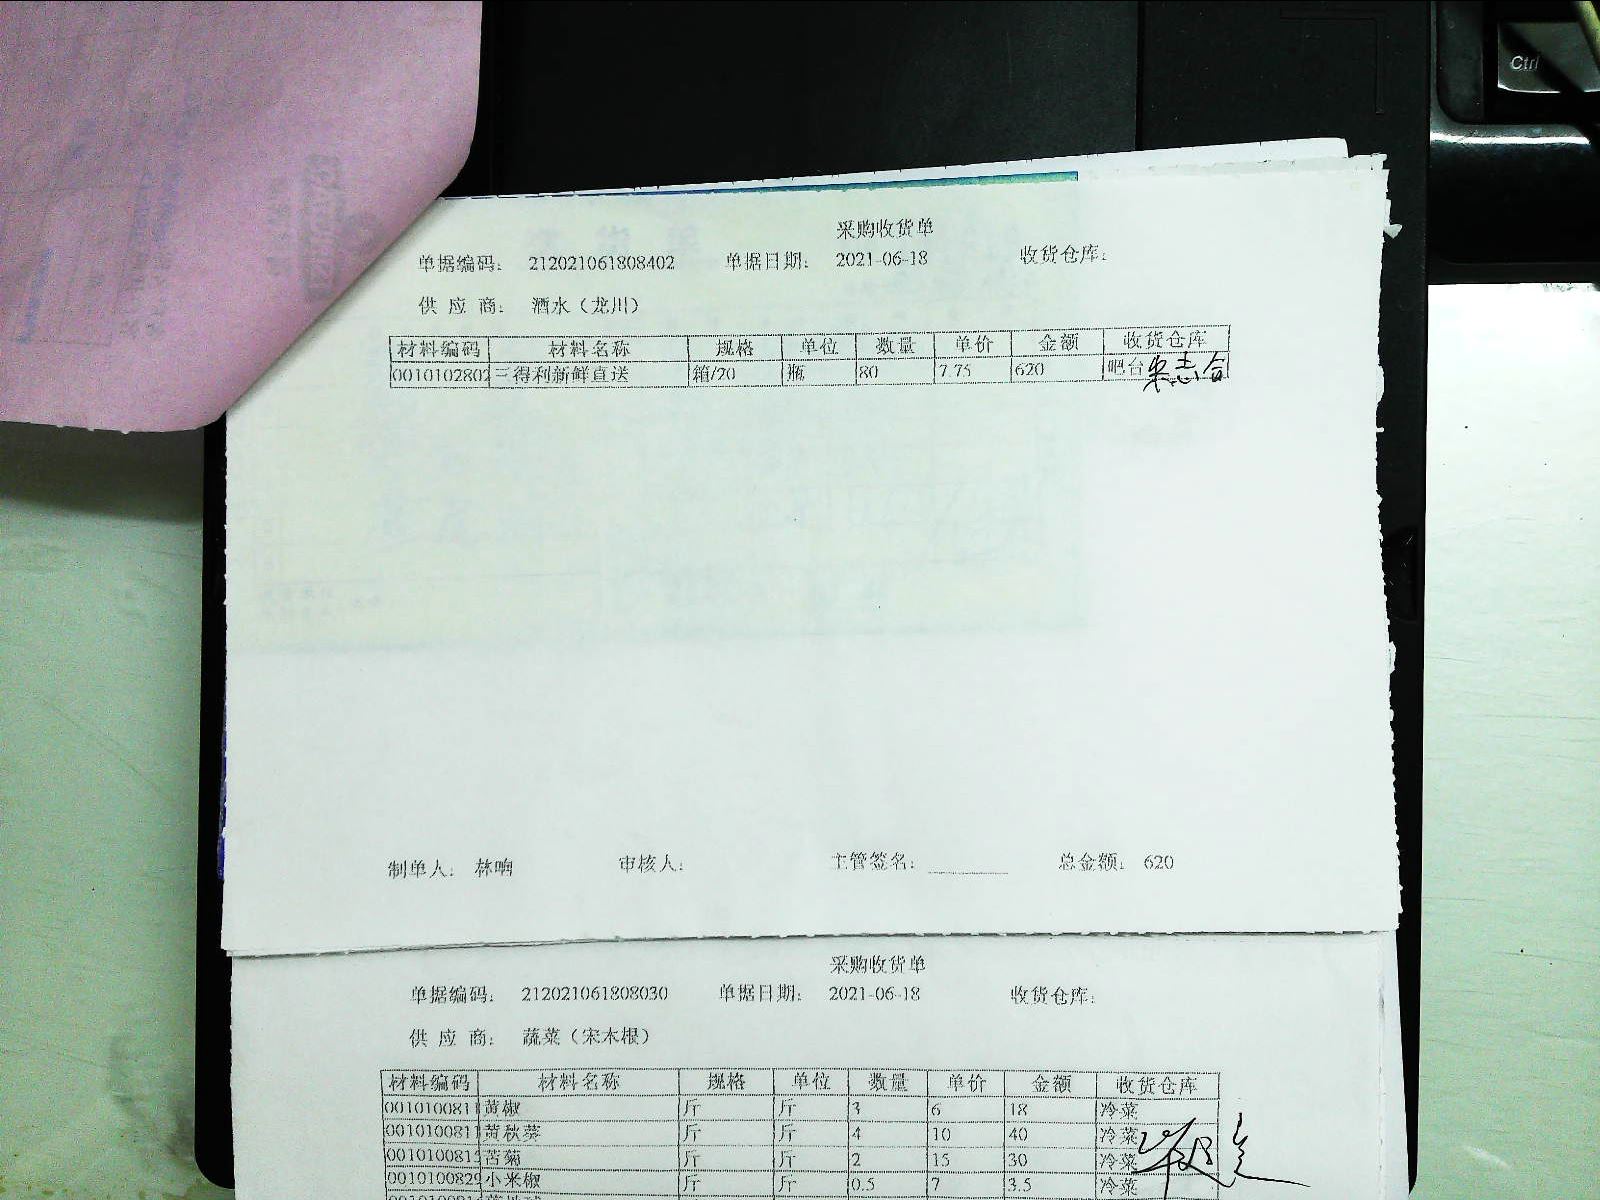 Ctrl
采购收货单
单据编码： 212021061808402 单据日期： 2021-06-18 收货仓库：
供 应 商： 酒水（龙川）
材料编码 材料名称 规格 单位 数量 单价 金额 收货仓库
0010102802 三得利新鲜直送 箱/20 瓶 80 7.75 620 吧台
制单人： 林响 审核人： 主管签名： 总金额： 620
采购收货单
单据编码： 212021061808030 单据日期： 2021-06-18 收货仓库：
供 应 商： 蔬菜（宋木根）
材料编码 材料名称 规格 单位 数量 单价 金额 收货仓库
001010081 黄椒 斤 斤 3 6 18 冷菜
001010081 黄秋葵 斤 斤 4 10 40 冷菜
001010081 苦菊 斤 斤 2 15 30 冷菜
001010082 小米椒 斤 斤 0.5 7 3.5 冷菜